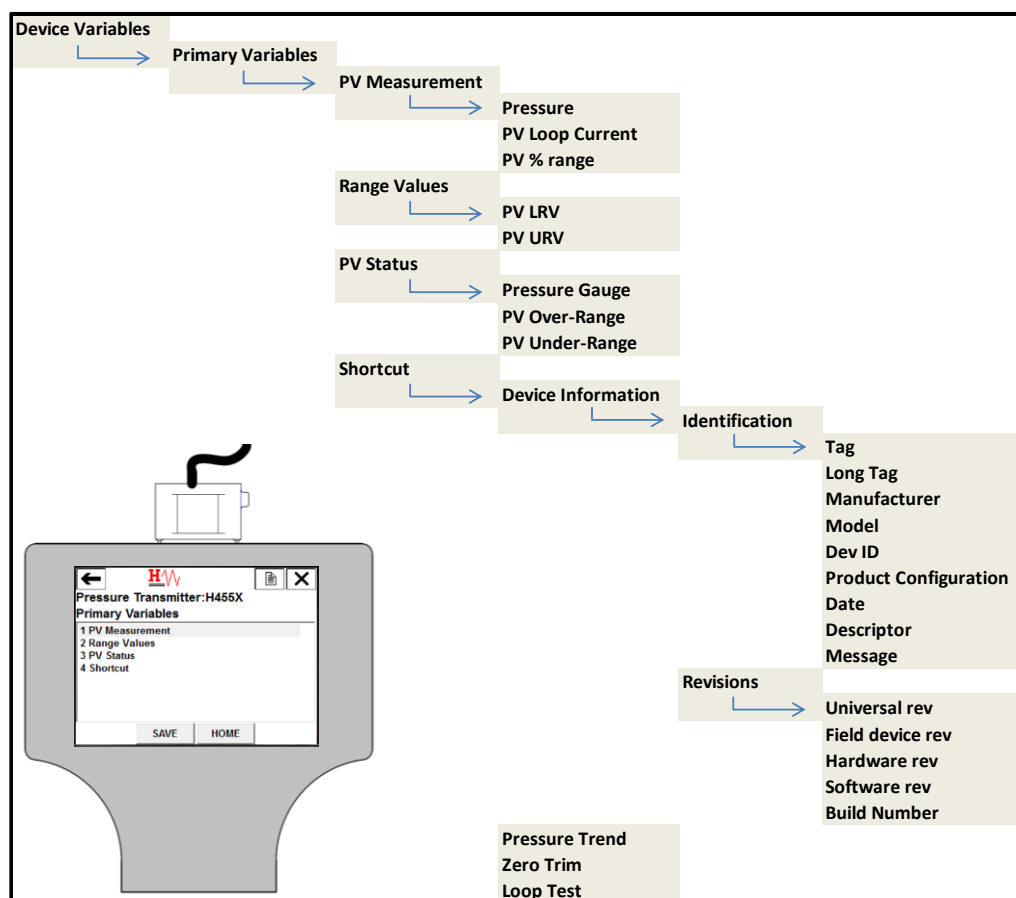 Device Variables
Primary Variables
PV Measurement
Pressure
PV Loop Current
PV % range
Range Values
PV LRV
PV URV
PV Status
Pressure Gauge
PV Over-Range
PV Under-Range
Shortcut
Device Information
Identification
Tag
Long Tag
Manufacturer
Model
Dev ID
Product Configuration
Date
Descriptor
Message
Revisions
Universal rev
Field device rev
Hardware rev
Software rev
Build Number
Pressure Trend
Zero Trim
Loop Test
H
Pressure Transmitter:H455X
Primary Variables
1 PV Measurement
2 Range Values
3 PV Status
4 Shortcut
SAVE HOME